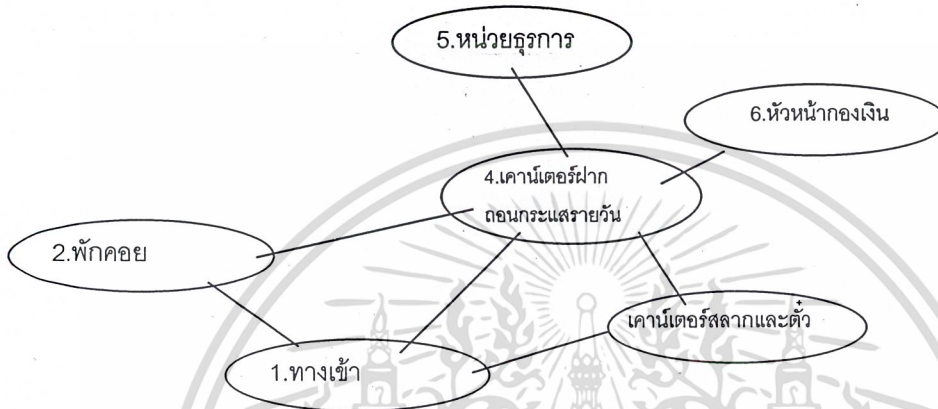 5.หน่วยธุรการ
6.หัวหน้ากองเงิน
4.เคาน์เตอร์ฝาก
ถอนกระแสรายวัน
2.พักคอย
เคาน์เตอร์สลากและตั๋ว
1.ทางเข้า